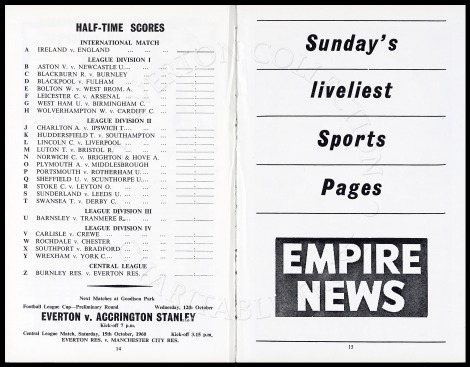 HALF-TIME SCORES
INTERNATIONAL MATCH
A IRELAND v. ENGLAND
LEAGUE DIVISION I
B ASTON V. v. NEWCASTLE U.
C BLACKBURN R. v. BURNLEY
D BLACKPOOL v. FULHAM
E BOLTON W. v. WEST BROM. A.
F LEICESTER C. v. ARSENAL
G WEST HAM U. v. BIRMINGHAM C.
H WOLVERHAMPTON W. v. CARDIFF C.
LEAGUE DIVISION II
J CHARLTON A. v. IPSWICH T.
K HUDDERSFIELD T. v. SOUTHAMPTON
L LINCOLN C. v. LIVERPOOL
M LUTON T. v. BRISTOL R.
N NORWICH C. v. BRIGHTON & HOVE A.
O PLYMOUTH A. v. MIDDLESBROUGH
P PORTSMOUTH v. ROTHERHAM U.
Q SHEFFIELD U. v. SCUNTHORPE U.
R STOKE C. v. LEYTON O.
S SUNDERLAND v. LEEDS U.
T SWANSEA T. v. DERBY C.
LEAGUE DIVISION III
U BARNSLEY v. TRANMERE R.
LEAGUE DIVISION IV
V CARLISLE v. CREWE
W ROCHDALE v. CHESTER
X SOUTHPORT v. BRADFORD
Y WREXHAM v. YORK C.
CENTRAL LEAGUE
Z BURNLEY RES. v. EVERTON RES.
Next Matches at Goodison Park
Football League Cup—Preliminary Round Wednesday, 12th October
EVERTON v. ACCRINGTON STANLEY
Kick-off 7 p.m.
Central League Match, Saturday, 15th October, 1960 Kick-off 3.15 p.m.
EVERTON RES. v. MANCHESTER CITY RES.
14
Sunday's
liveliest
Sports
Pages
EMPIRE
NEWS
15